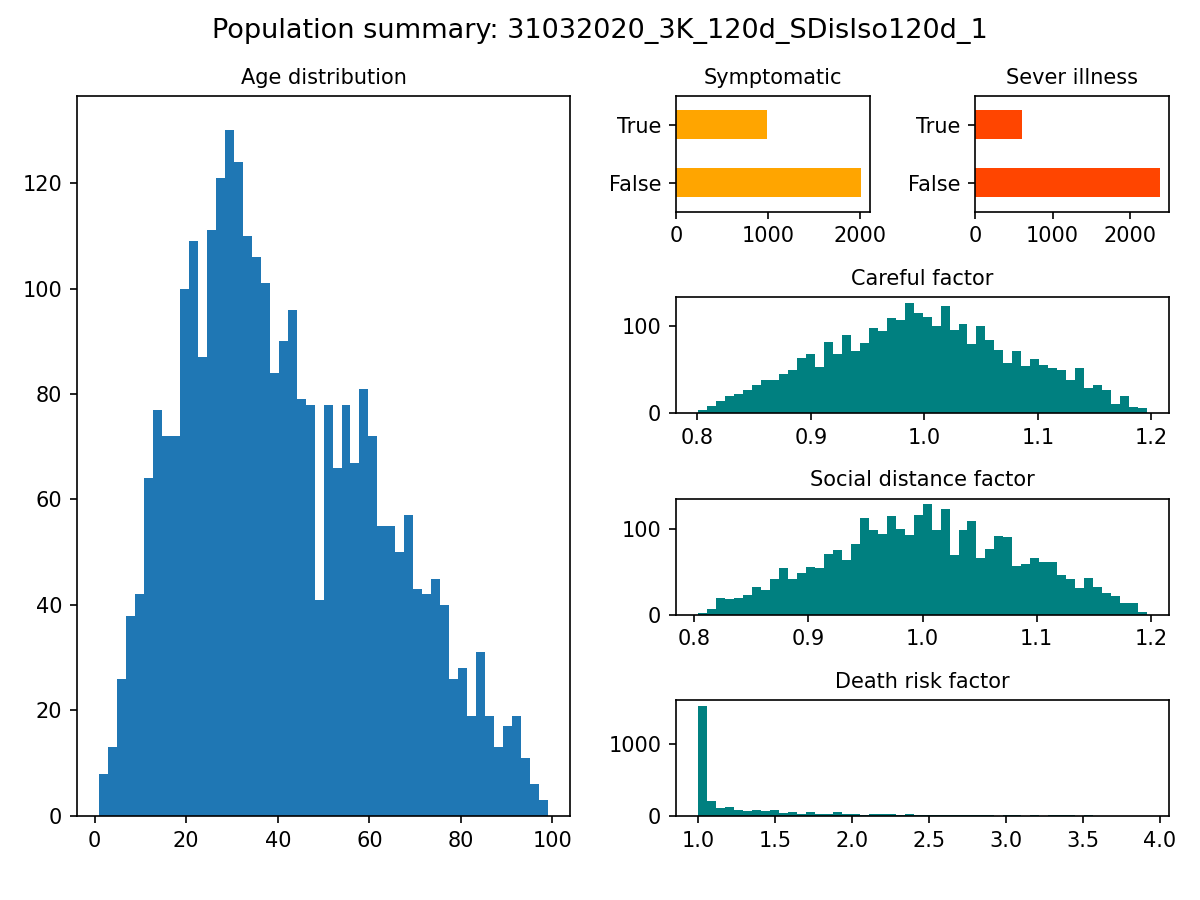 Population summary: 31032020_3K_120d_SDisIso120d_1
Age distribution
120
100
80
60
40
20
0
0 20 40 60 80 100
Symptomatic
True
False
0 1000 2000
Sever illness
True
False
0 1000 2000
Careful factor
100
0
0.8 0.9 1.0 1.1 1.2
Social distance factor
100
0
0.8 0.9 1.0 1.1 1.2
Death risk factor
1000
0
1.0 1.5 2.0 2.5 3.0 3.5 4.0